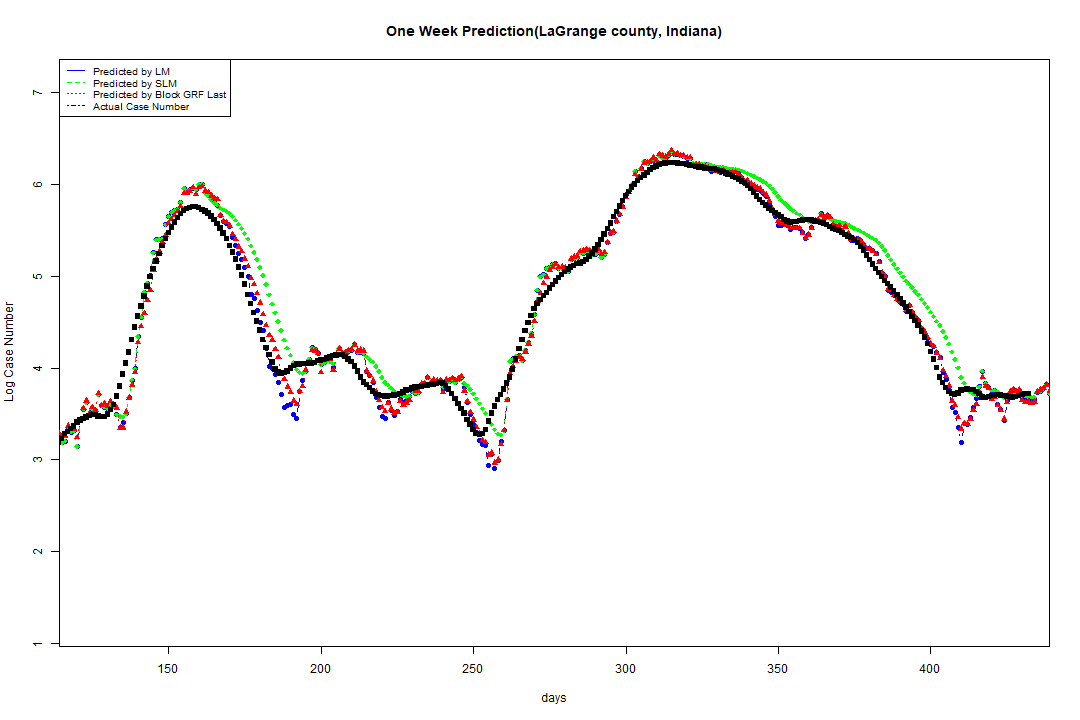 One Week Prediction(LaGrange county, Indiana)
Predicted by LM
Predicted by SLM
Predicted by Block GRF Last
Actual Case Number
7
6
5
4
3
2
1
Log Case Number
150 200 250 300 350 400
days